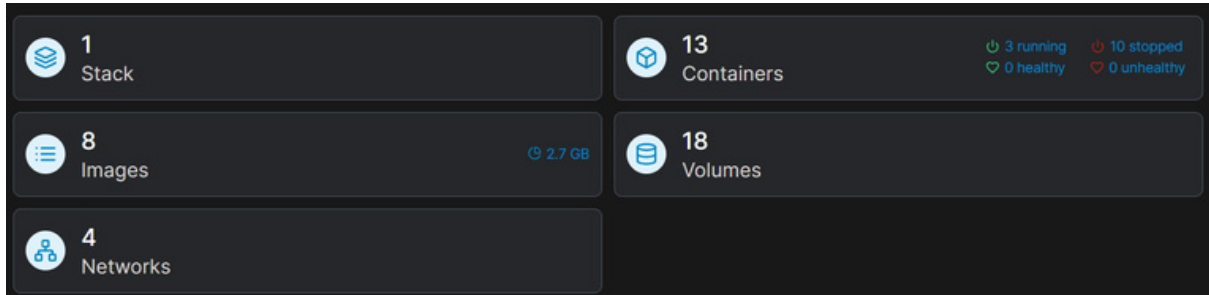 1
Stack
13
Containers
3 running 10 stopped
0 healthy 0 unhealthy
8
Images
2.7 GB
18
Volumes
4
Networks